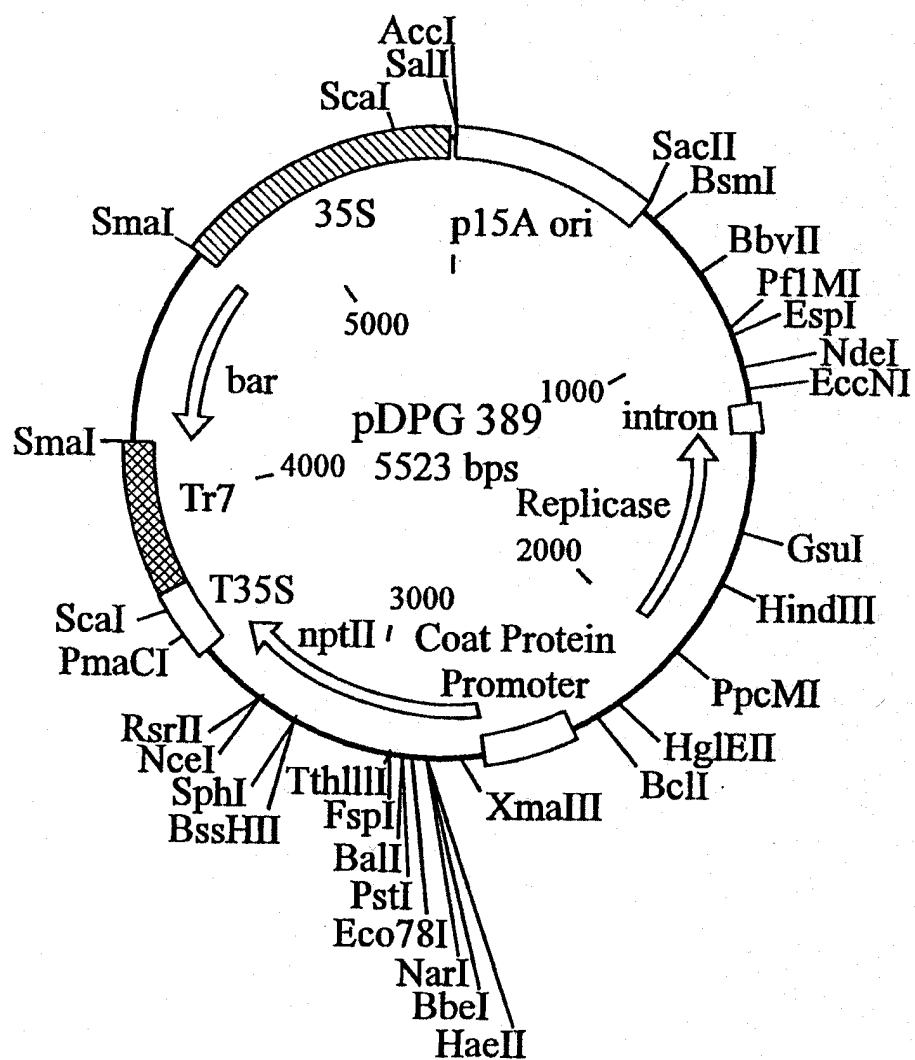 AccI
SalI
ScaI
SacII
BsmI
SmaI
35S
p15A ori
BbvII
PflMI
EspI
5000
NdeI
EccNI
bar
1000
intron
pDPG 389
5523 bps
SmaI
4000
Tr7
Replicase
GsuI
2000
T35S
3000
HindIII
ScaI
nptII
Coat Protein
Promoter
PmaCI
PpcMI
RsrII
NceI
HglEII
SphI
BclI
BssHII
TthlllI
XmaIII
FspI
BalI
PstI
Eco78I
NarI
BbeI
HaeII